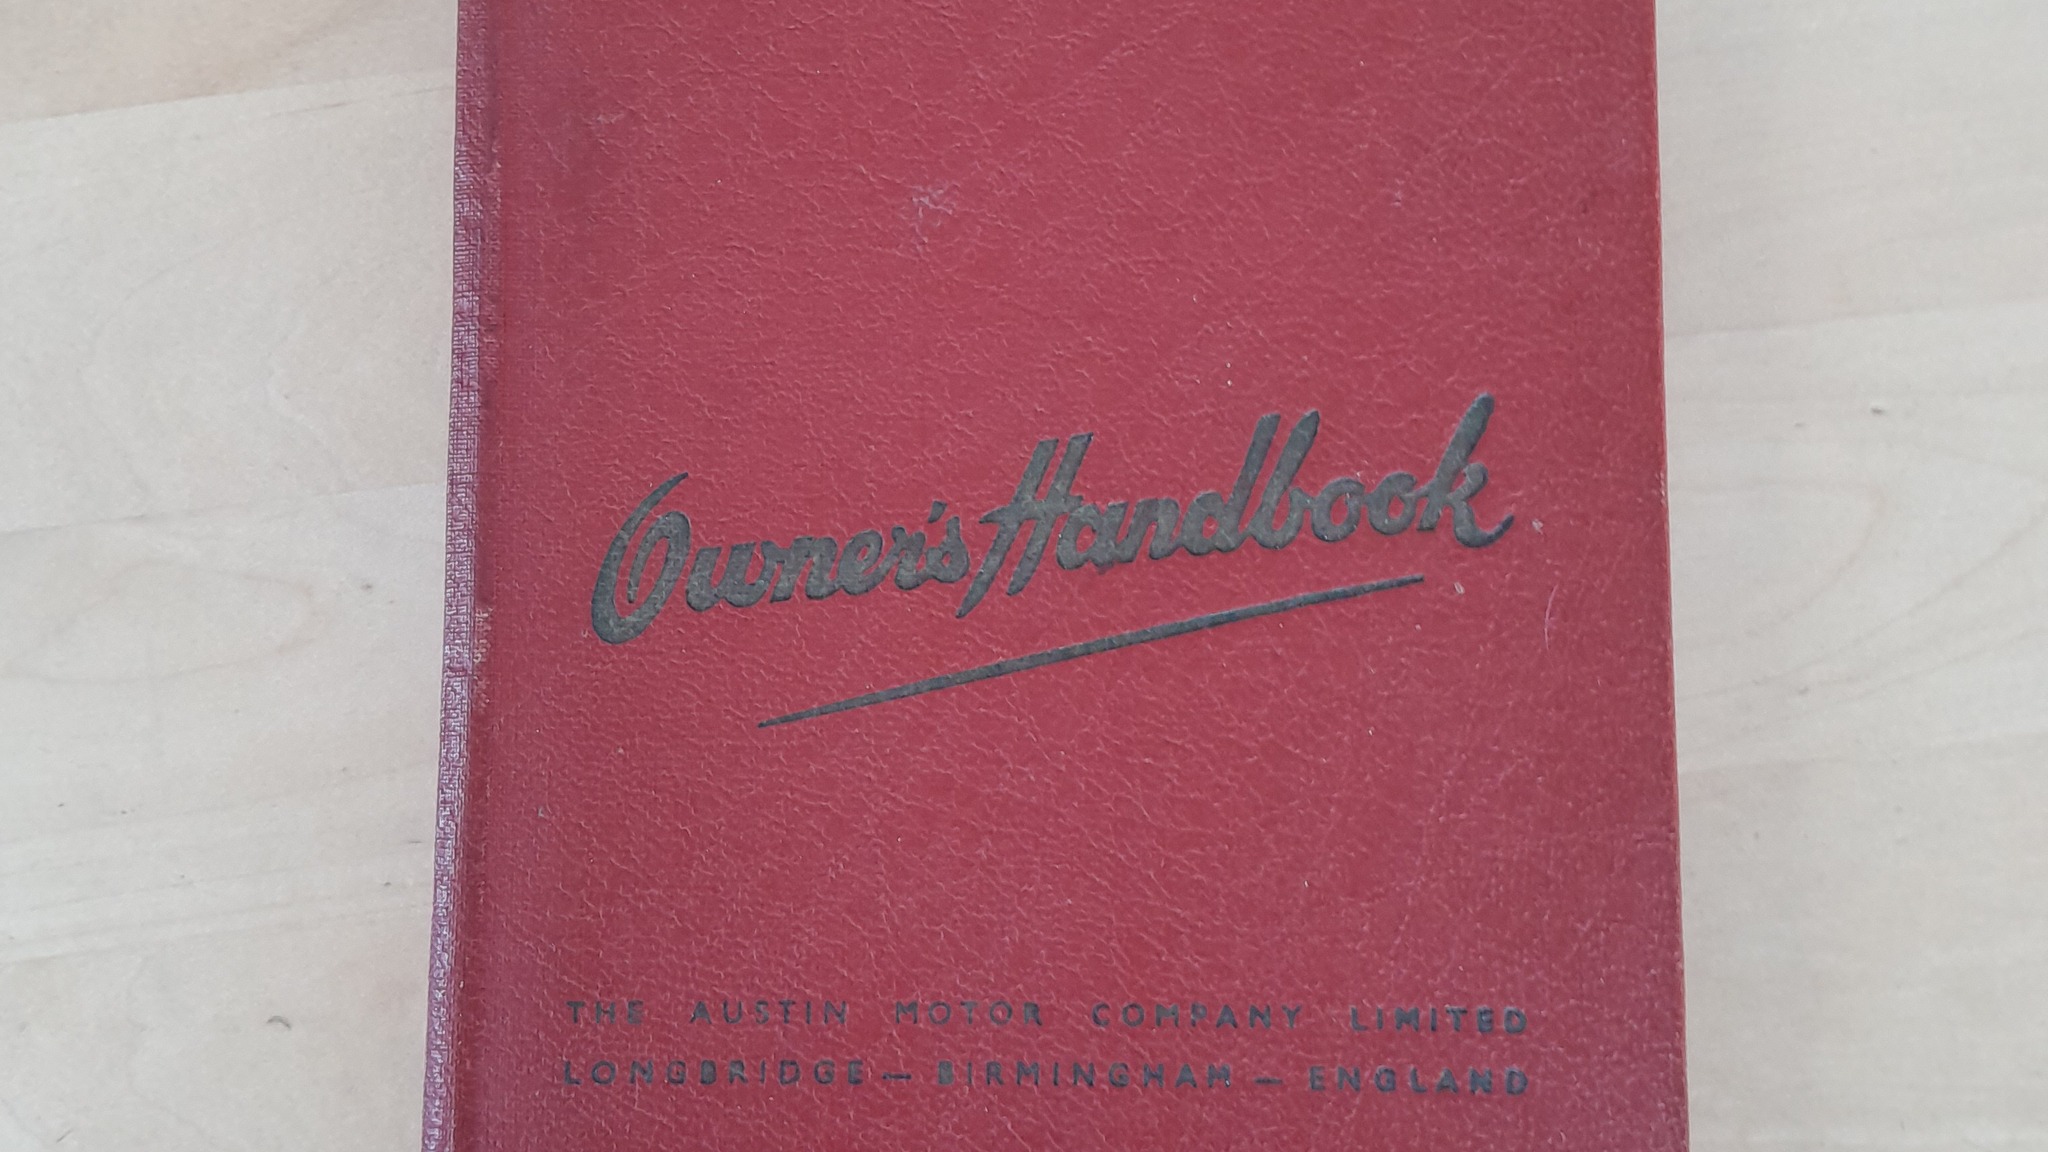 Owner's Handbook
THE AUSTIN MOTOR COMPANY LIMITED
LONGBRIDGE — BIRMINGHAM — ENGLAND